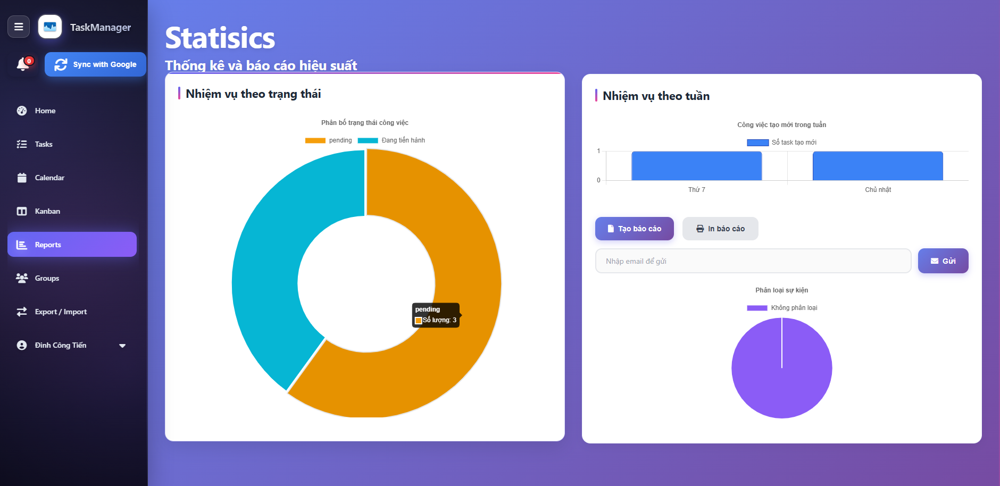 TaskManager
0
Sync with Google
Home
Tasks
Calendar
Kanban
Reports
Groups
Export / Import
Đinh Công Tiến
Statisics
Thống kê và báo cáo hiệu suất
Nhiệm vụ theo trạng thái
Phân bố trạng thái công việc
pending
Đang tiến hành
pending
Số lượng: 3
Nhiệm vụ theo tuần
Công việc tạo mới trong tuần
Số task tạo mới
1
0
Thứ 7
Chủ nhật
Tạo báo cáo
In báo cáo
Nhập email để gửi
Gửi
Phân loại sự kiện
Không phân loại